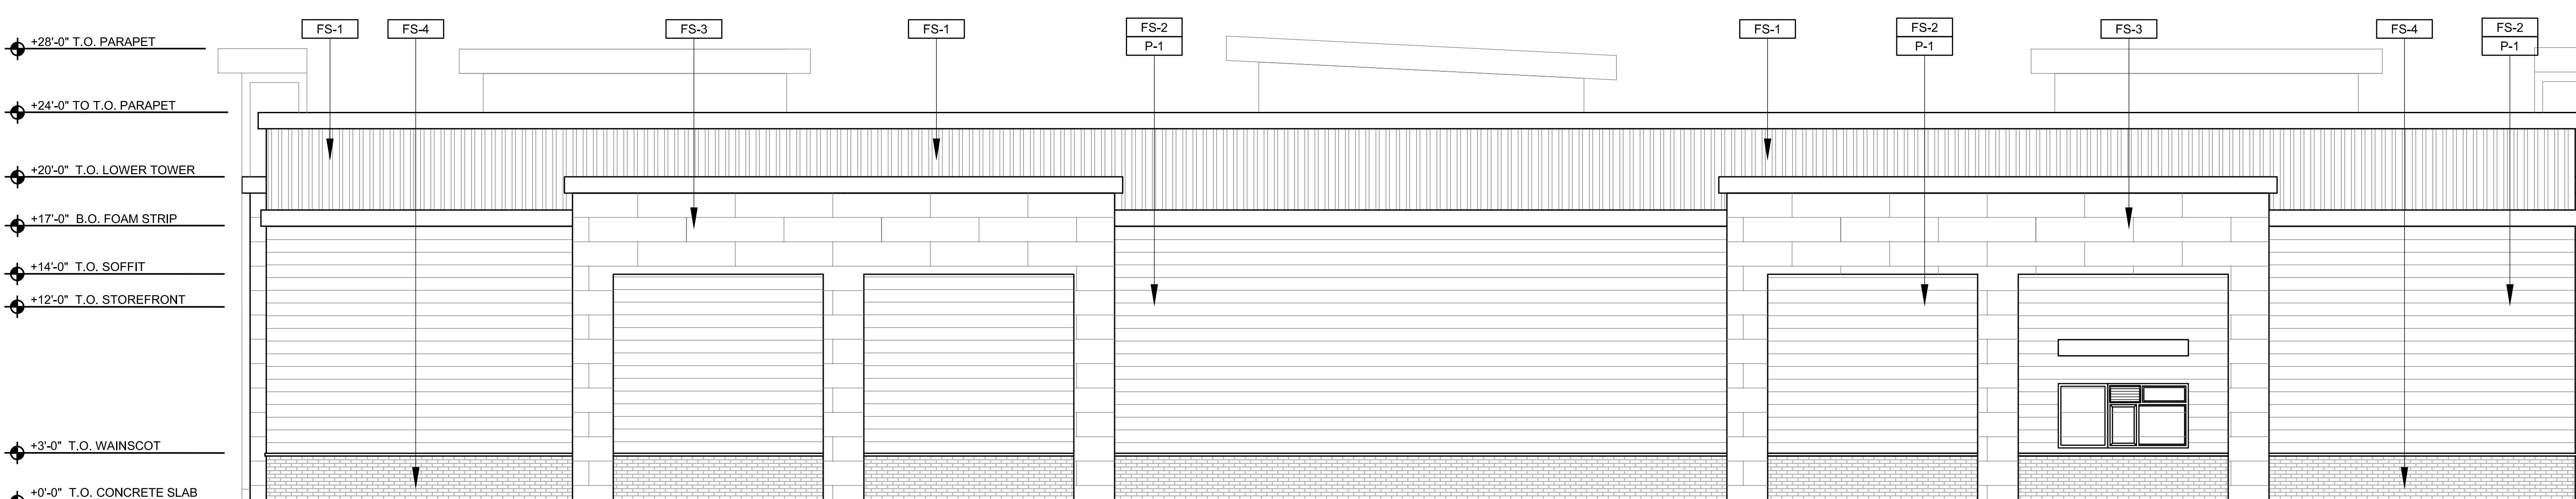 FS-1
FS-4
FS-3
FS-1
FS-2
P-1
FS-1
FS-2
P-1
FS-3
FS-4
FS-2
P-1
+28'-0" T.O. PARAPET
+24'-0" TO T.O. PARAPET
+20'-0" T.O. LOWER TOWER
+17'-0" B.O. FOAM STRIP
+14'-0" T.O. SOFFIT
+12'-0" T.O. STOREFRONT
+3'-0" T.O. WAINSCOT
+0'-0" T.O. CONCRETE SLAB